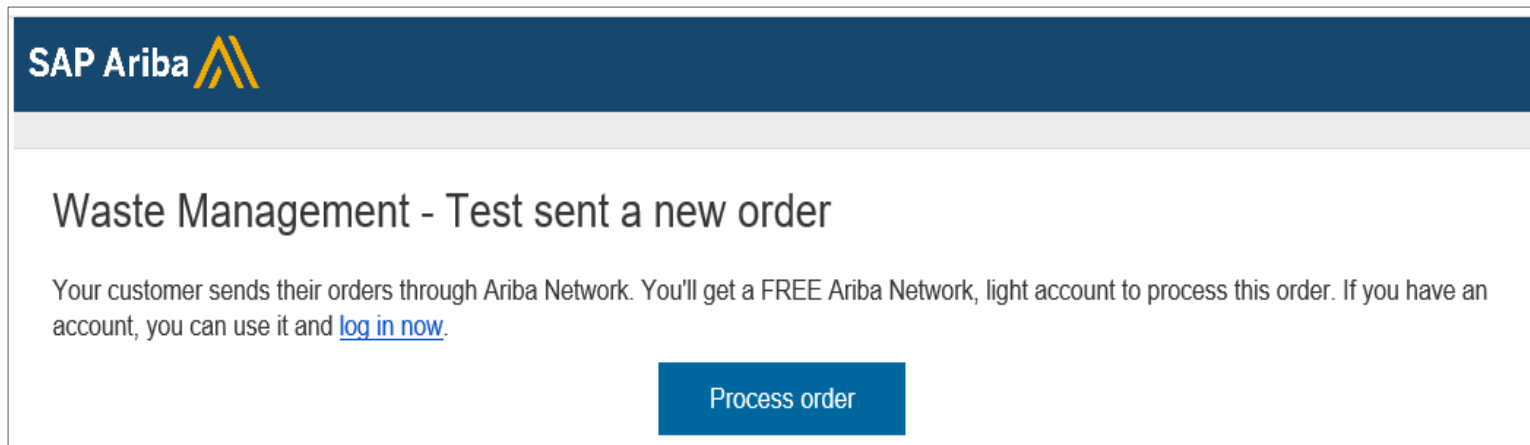 SAP Ariba
Waste Management - Test sent a new order
Your customer sends their orders through Ariba Network. You'll get a FREE Ariba Network, light account to process this order. If you have an
account, you can use it and log in now.
Process order